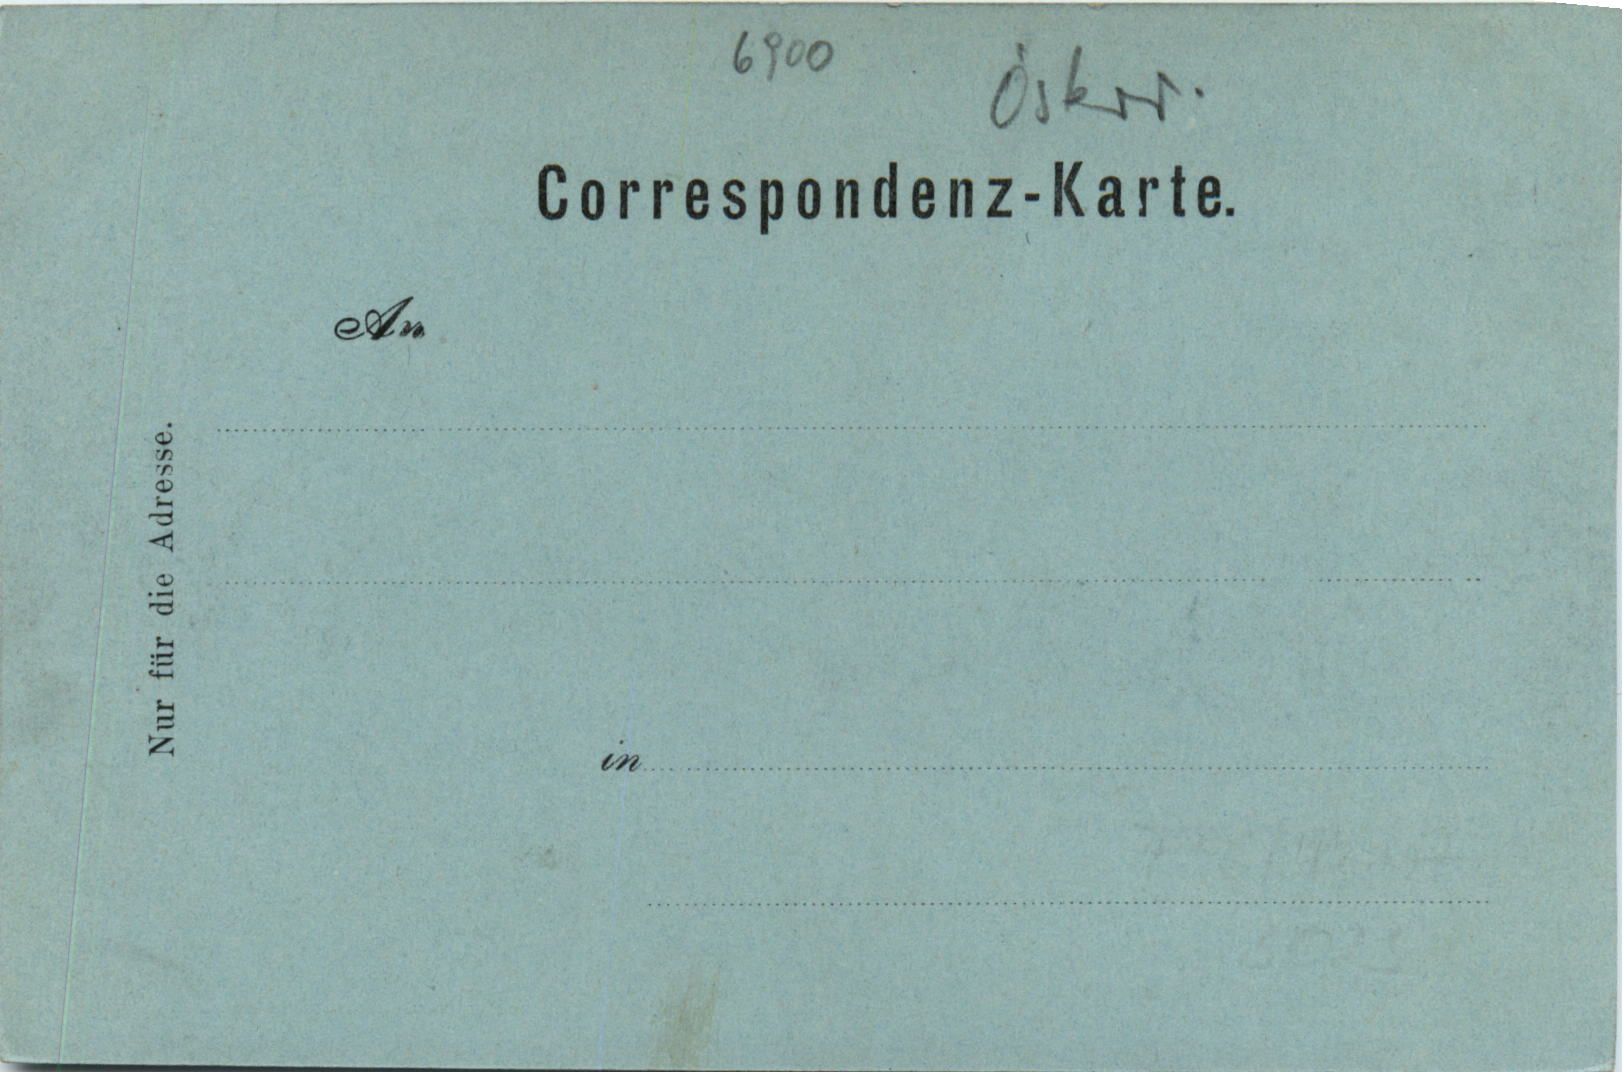 6900
Correspondenz-Karte.
An
Nur für die Adresse.
in